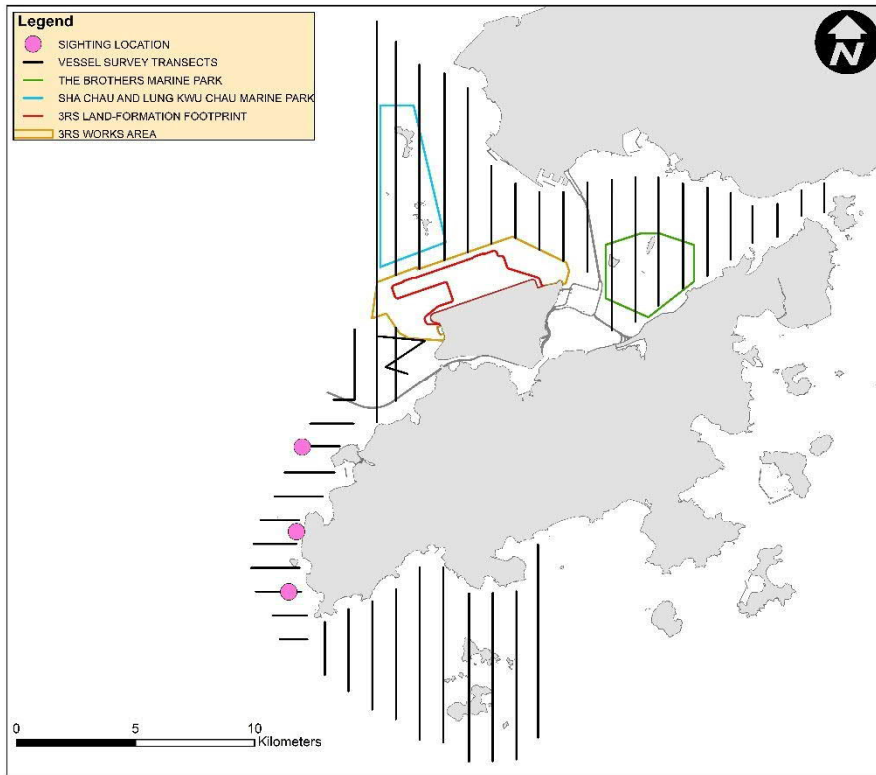 Legend
SIGHTING LOCATION
VESSEL SURVEY TRANSECTS
THE BROTHERS MARINE PARK
SHA CHAU AND LUNG KWU CHAU MARINE PARK
3RS LAND-FORMATION FOOTPRINT
3RS WORKS AREA
N
0 5 10
Kilometers